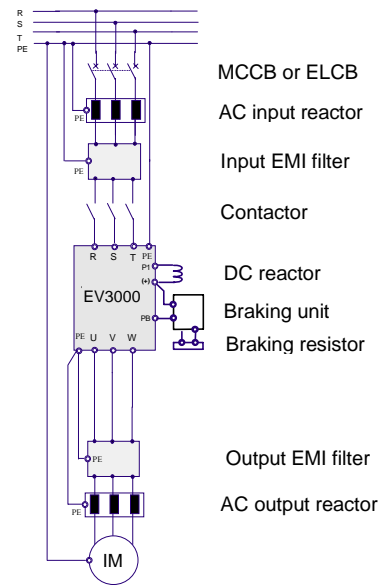 R
S
T
PE
MCCB or ELCB
PE
AC input reactor
PE
Input EMI filter
Contactor
R S T PE
P1
DC reactor
(+)
EV3000
Braking unit
PB
PE U V W
Braking resistor
PE
Output EMI filter
PE
AC output reactor
IM